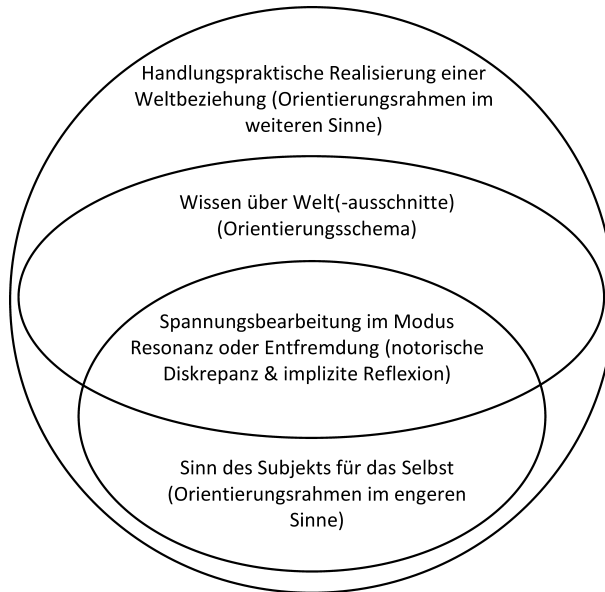 Handlungspraktische Realisierung einer
Weltbeziehung (Orientierungsrahmen im
weiteren Sinne)
Wissen über Welt(-ausschnitte)
(Orientierungsschema)
Spannungsbearbeitung im Modus
Resonanz oder Entfremdung (notorische
Diskrepanz & implizite Reflexion)
Sinn des Subjekts für das Selbst
(Orientierungsrahmen im engeren
Sinne)